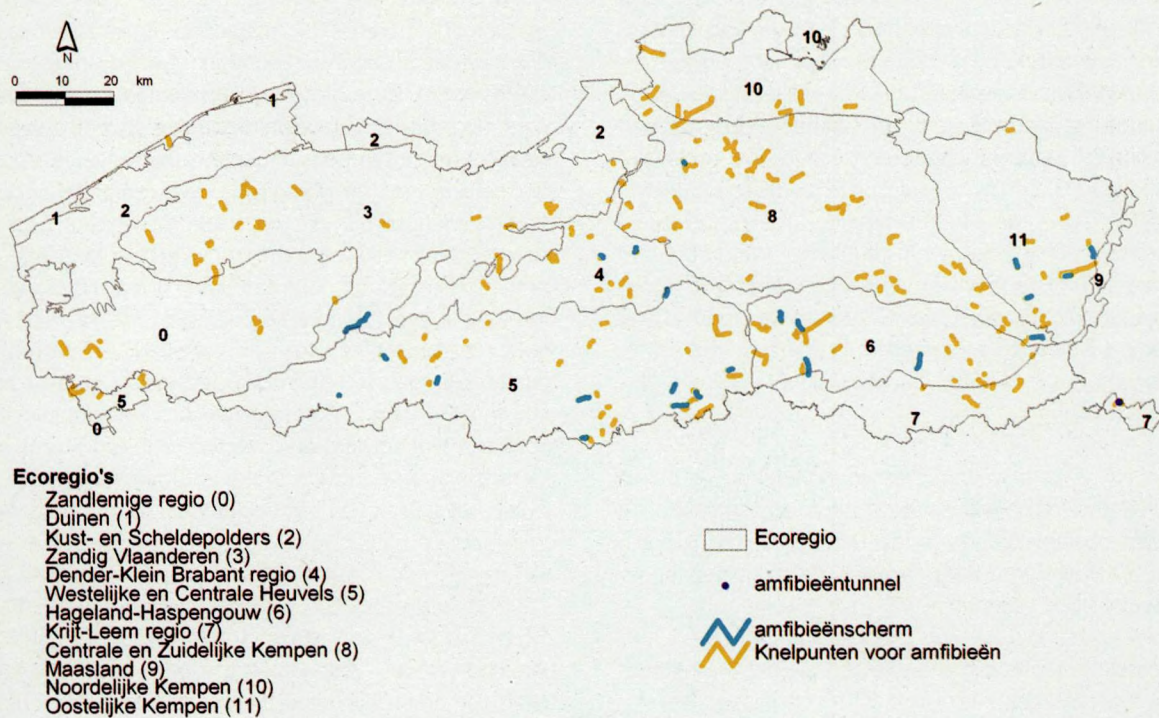 10
N
0 10 20 km
10
1
2
2
1
2
3
8
11
4
9
0
6
5
5
7
7
0
Ecoregio's
Zandlemige regio (0)
Duinen (1)
Kust- en Scheldepolders (2)
Zandig Vlaanderen (3)
Dender-Klein Brabant regio (4)
Westelijke en Centrale Heuvels (5)
Hageland-Haspengouw (6)
Krijt-Leem regio (7)
Centrale en Zuidelijke Kempen (8)
Maasland (9)
Noordelijke Kempen (10)
Oostelijke Kempen (11)
Ecoregio
amfibieëntunnel
amfibieënscherm
Knelpunten voor amfibieën